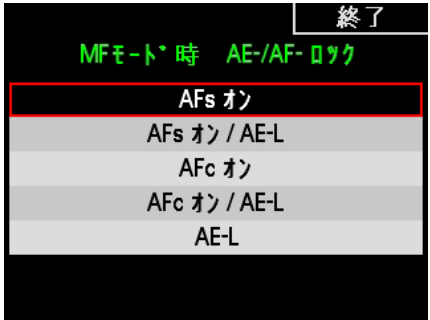 終了
MFモード時 AE-/AF-ロック
AFs オン
AFs オン / AE-L
AFc オン
AFc オン / AE-L
AE-L